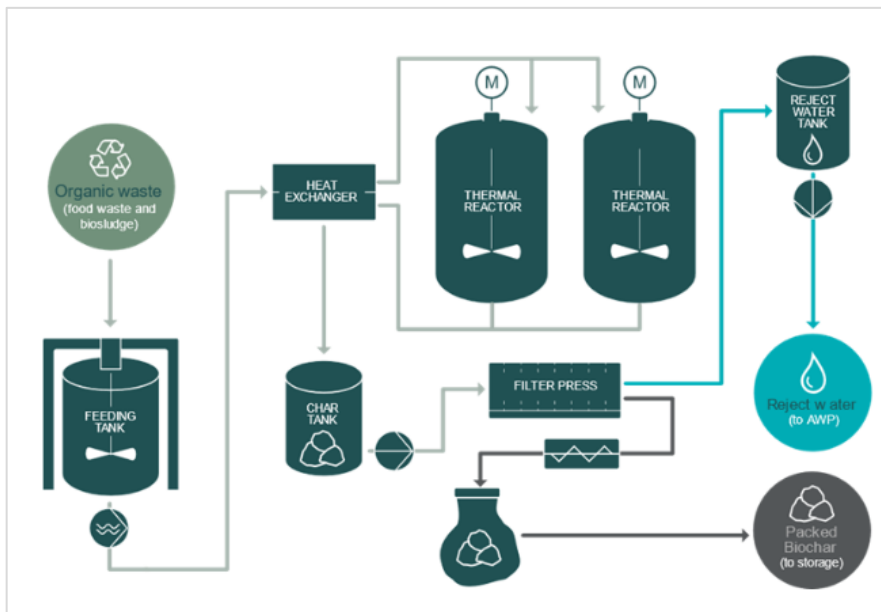 Organic waste
(food waste and
biosludge)
FEEDING
TANK
HEAT
EXCHANGER
M
M
THERMAL
REACTOR
THERMAL
REACTOR
REJECT
WATER
TANK
CHAR
TANK
FILTER PRESS
Reject water
(to AWP)
Packed
Biochar
(to storage)